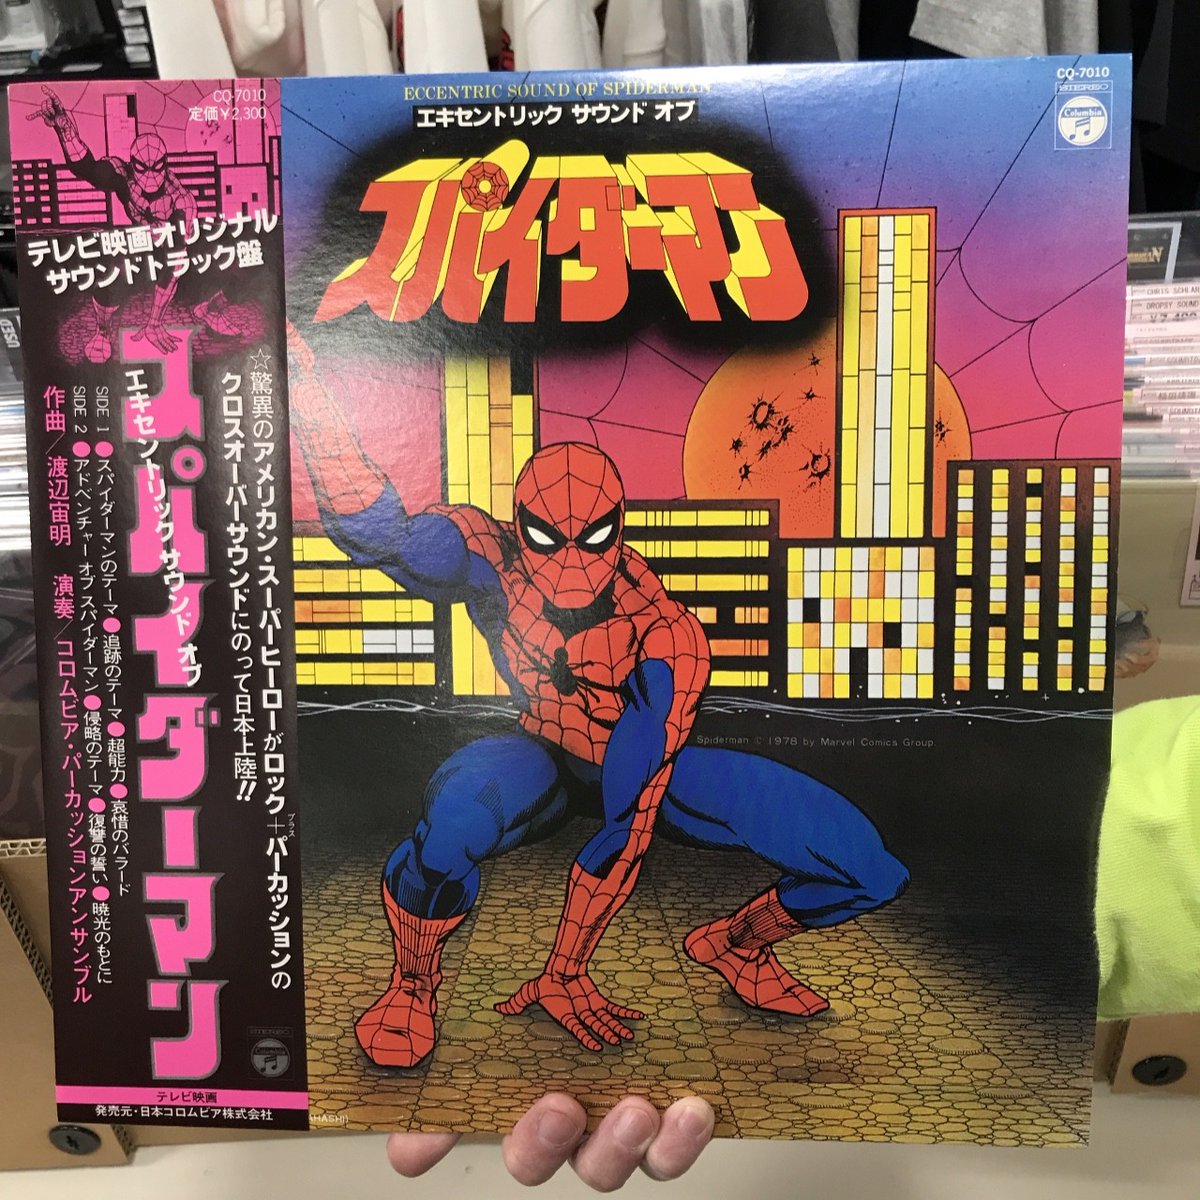 CQ-7010
定価¥2,300
テレビ映画オリジナル
サウンドトラック盤
☆驚異のアメリカン・スーパーヒーローがロック+パーカッションの
プラス
クロスオーバーサウンドにのって日本上陸!!
エキセントリック サウンド オブ
スパイダーマン
SIDE 1 ●スパイダーマンのテーマ●追跡のテーマ●超能力●哀惜のバラード
SIDE 2 ●アドベンチャー オブ スパイダーマン●侵略のテーマ●復讐の誓い●暁光のもとに
作曲/渡辺宙明 演奏/コロムビア・パーカッションアンサンブル
STEREO
Columbia
テレビ映画
発売元・日本コロムビア株式会社
ECCENTRIC SOUND OF SPIDERMAN
エキセントリック サウンド オブ
スパイダーマン
CQ-7010
STEREO
Columbia
Spiderman © 1978 by Marvel Comics Group.
AHASHI)
USED
CHRIS SCHLAR
DROPSY SOUND